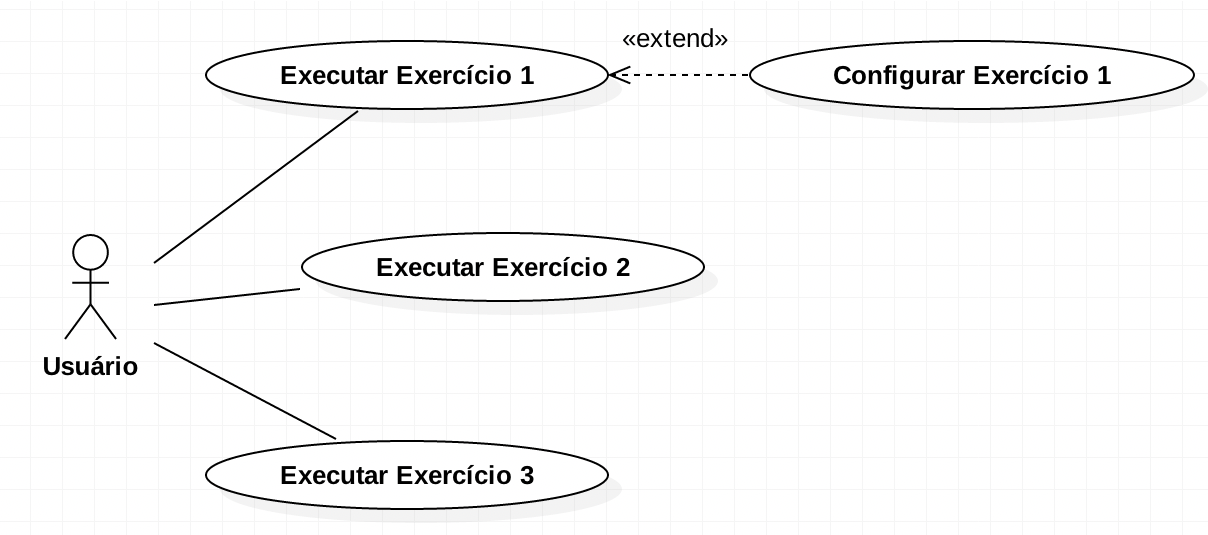 «extend»
Executar Exercício 1
Configurar Exercício 1
Executar Exercício 2
Usuário
Executar Exercício 3